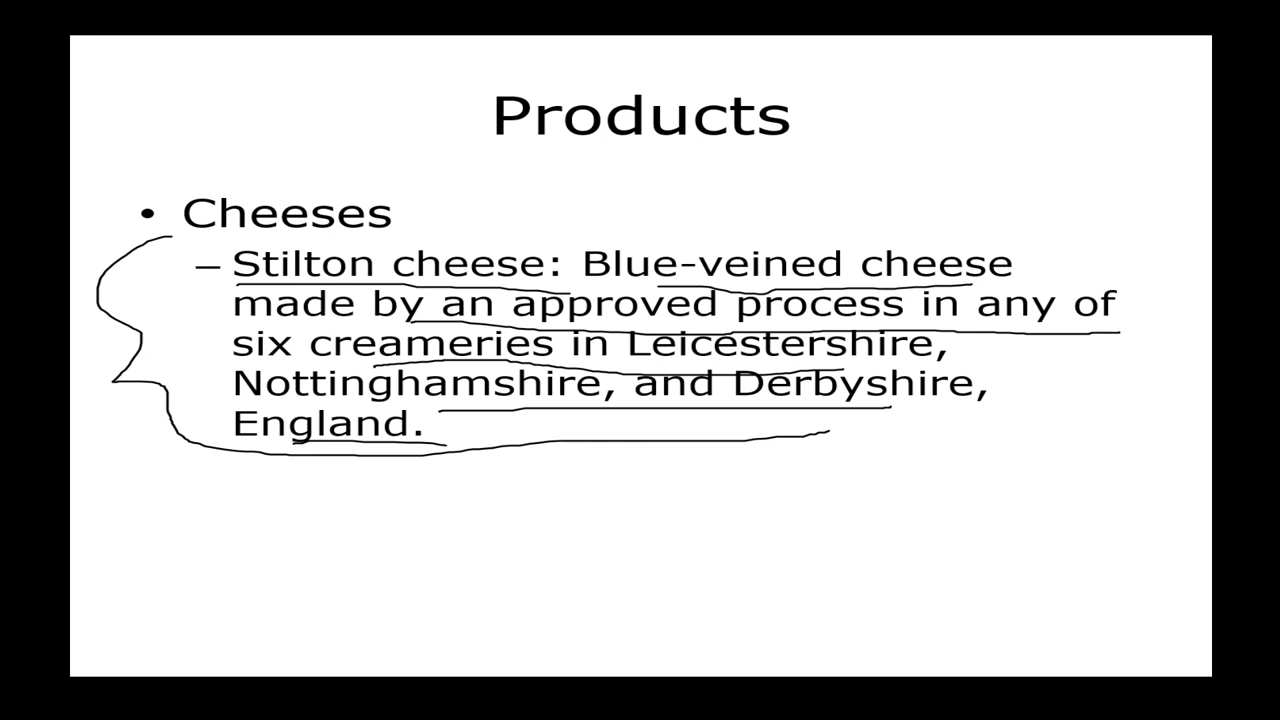 Products
• Cheeses
– Stilton cheese: Blue-veined cheese
made by an approved process in any of
six creameries in Leicestershire,
Nottinghamshire, and Derbyshire,
England.